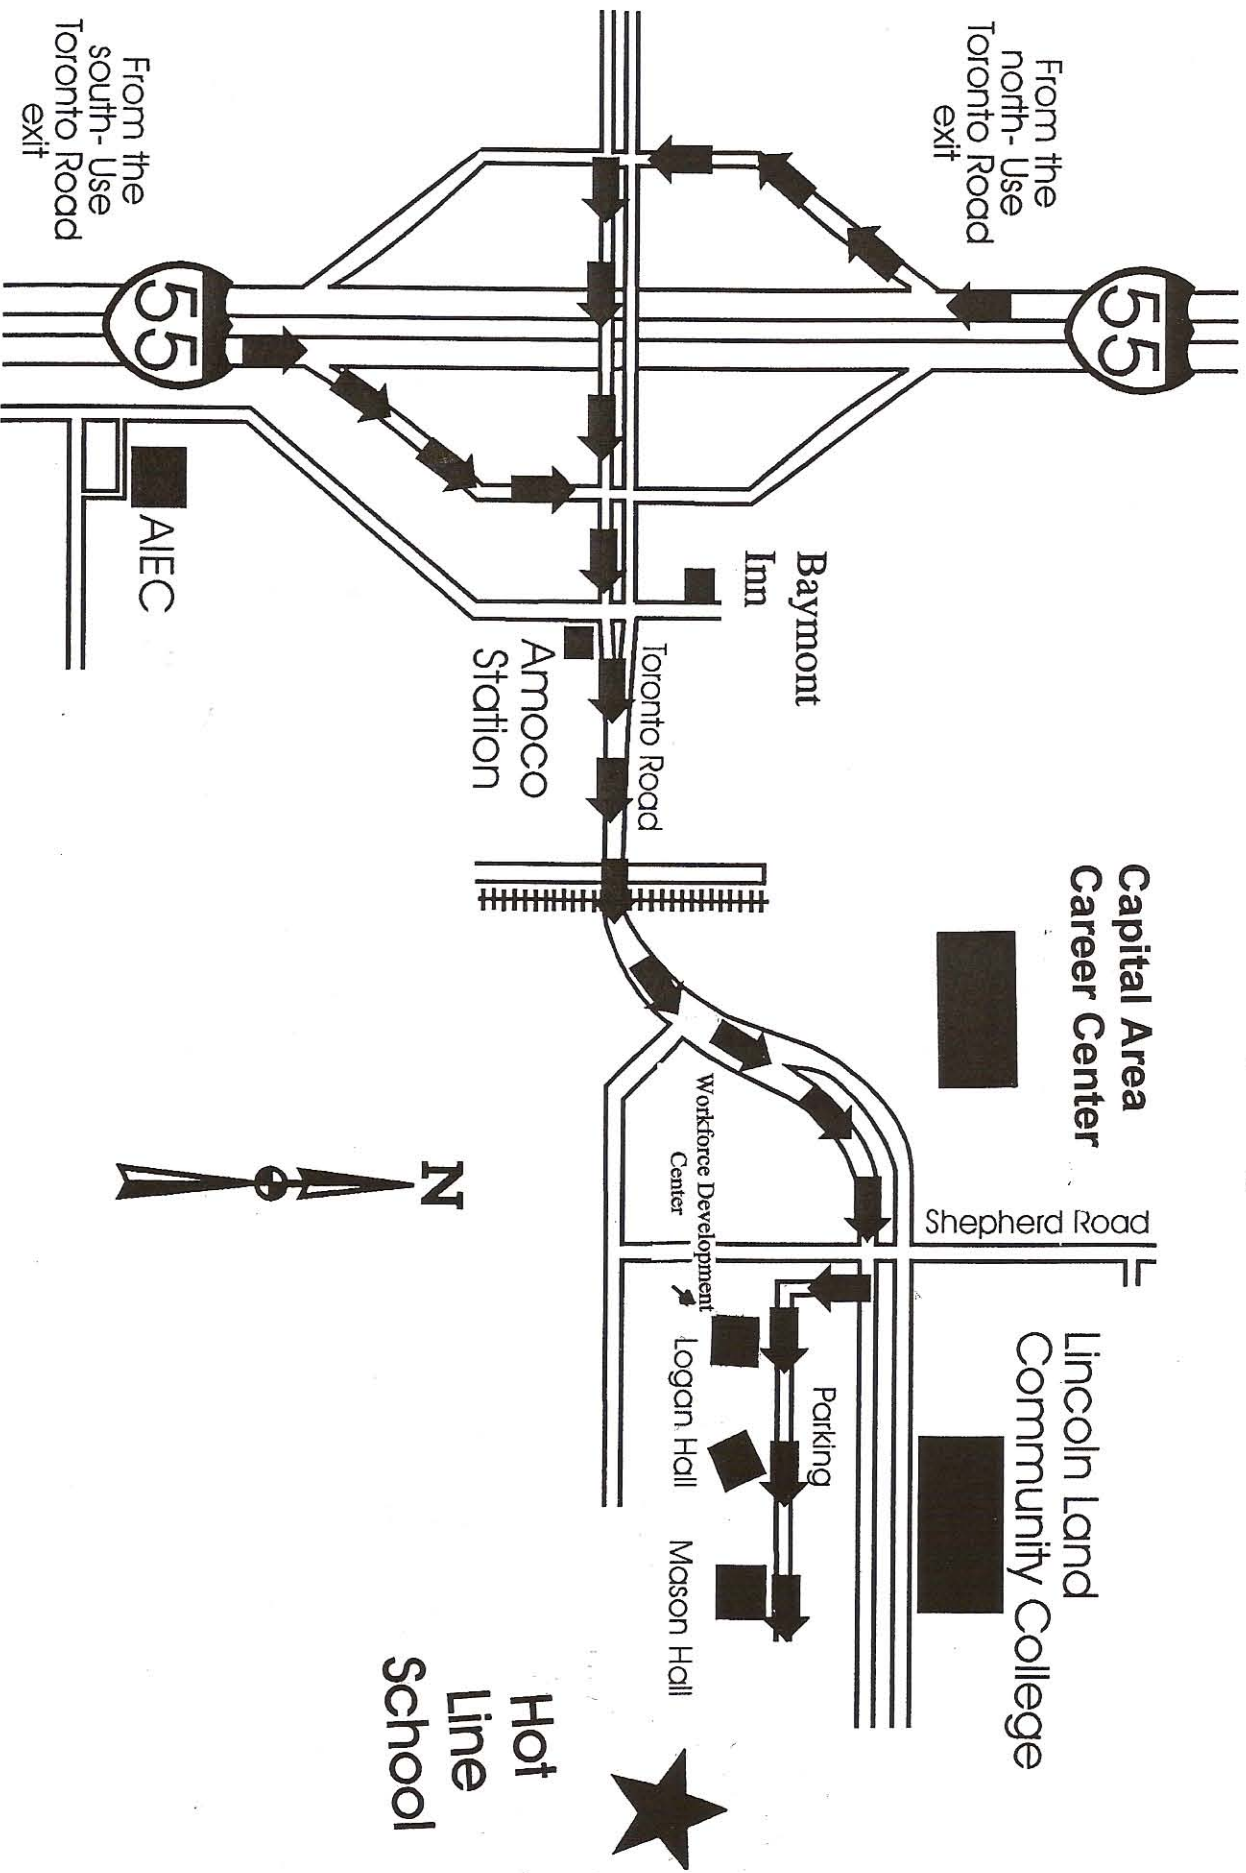 From the
north- Use
Toronto Road
exit
55
55
From the
south- Use
Toronto Road
exit
AIEC
Baymont
Inn
Amoco
Station
Toronto Road
Capital Area
Career Center
Shepherd Road
Workforce Development
Center
Lincoln Land
Community College
Parking
Logan Hall
Mason Hall
N
Hot
Line
School